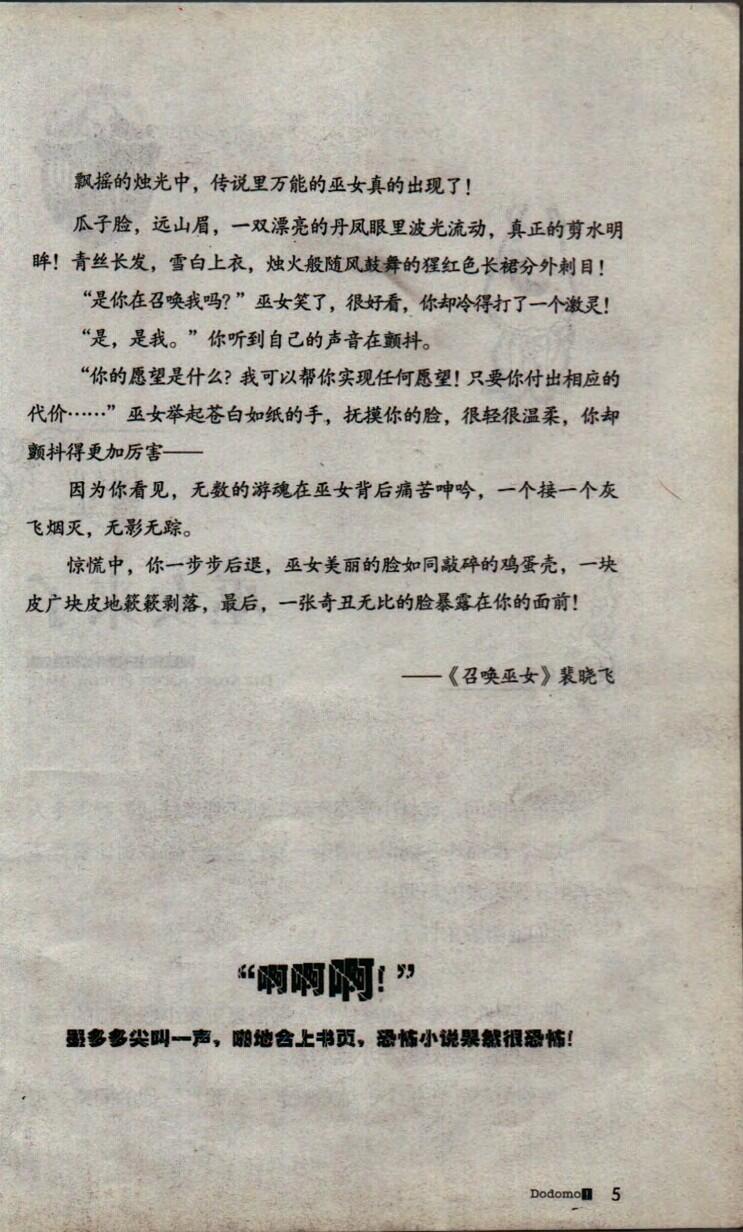 飘摇的烛光中，传说里万能的巫女真的出现了！
瓜子脸，远山眉，一双漂亮的丹凤眼里波光流动，真正的剪水明
眸！青丝长发，雪白上衣，烛火般随风鼓舞的猩红色长裙分外刺目！
“是你在召唤我吗？”巫女笑了，很好看，你却冷得打了一个激灵！
“是，是我。”你听到自己的声音在颤抖。
“你的愿望是什么？我可以帮你实现任何愿望！只要你付出相应的
代价……”巫女举起苍白如纸的手，抚摸你的脸，很轻很温柔，你却
颤抖得更加厉害——
因为你看见，无数的游魂在巫女背后痛苦呻吟，一个接一个灰
飞烟灭，无影无踪。
惊慌中，你一步步后退，巫女美丽的脸如同敲碎的鸡蛋壳，一块
皮广块皮地簌簌剥落，最后，一张奇丑无比的脸暴露在你的面前！
——《召唤巫女》裴晓飞
“啊啊啊！”
墨多多尖叫一声，啪地合上书页，恐怖小说果然很恐怖！
Dodomo1 5